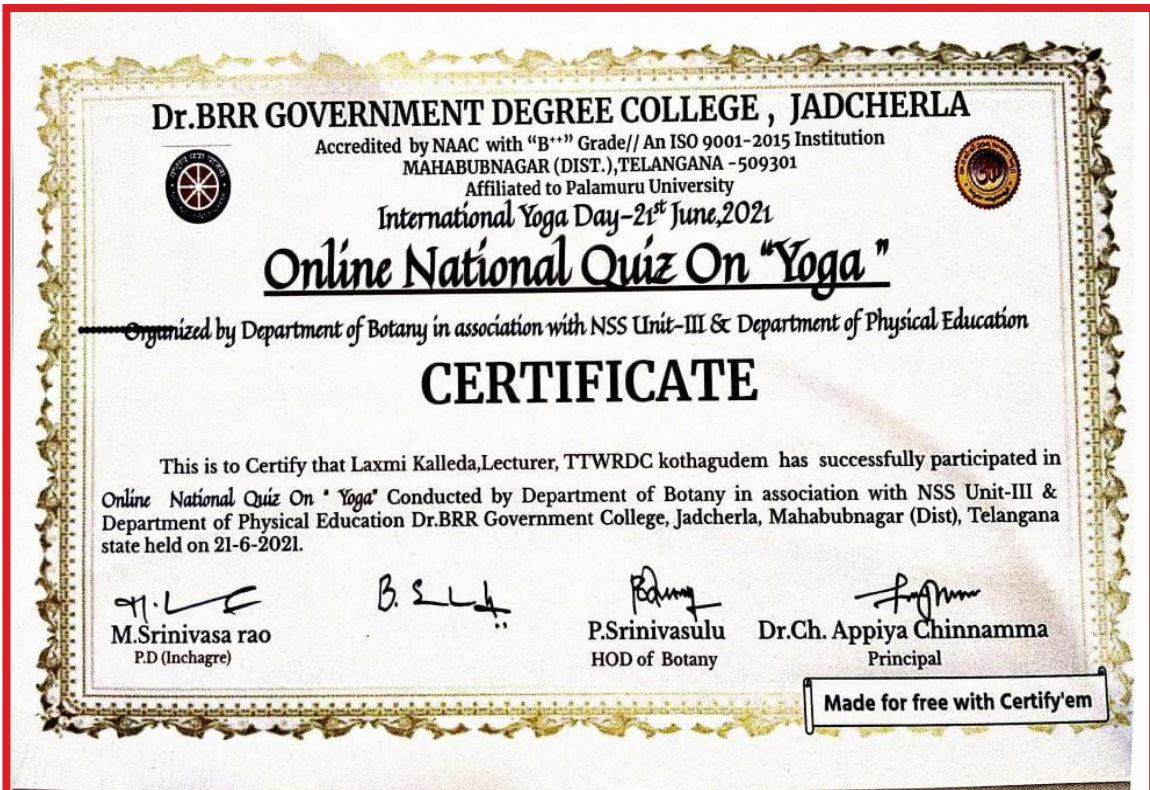 Dr.BRR GOVERNMENT DEGREE COLLEGE , JADCHERLA
Accredited by NAAC with “B++” Grade// An ISO 9001-2015 Institution
MAHABUBNAGAR (DIST.),TELANGANA -509301
Affiliated to Palamuru University
International Yoga Day-21st June,2021
Online National Quiz On “Yoga ”
Organized by Department of Botany in association with NSS Unit-III & Department of Physical Education
CERTIFICATE
This is to Certify that Laxmi Kalleda,Lecturer, TTWRDC kothagudem has successfully participated in
Online National Quiz On " Yoga" Conducted by Department of Botany in association with NSS Unit-III &
Department of Physical Education Dr.BRR Government College, Jadcherla, Mahabubnagar (Dist), Telangana
state held on 21-6-2021.
M.Srinivasa rao
P.D (Inchagre)
P.Srinivasulu
HOD of Botany
Dr.Ch. Appiya Chinnamma
Principal
Made for free with Certify'em